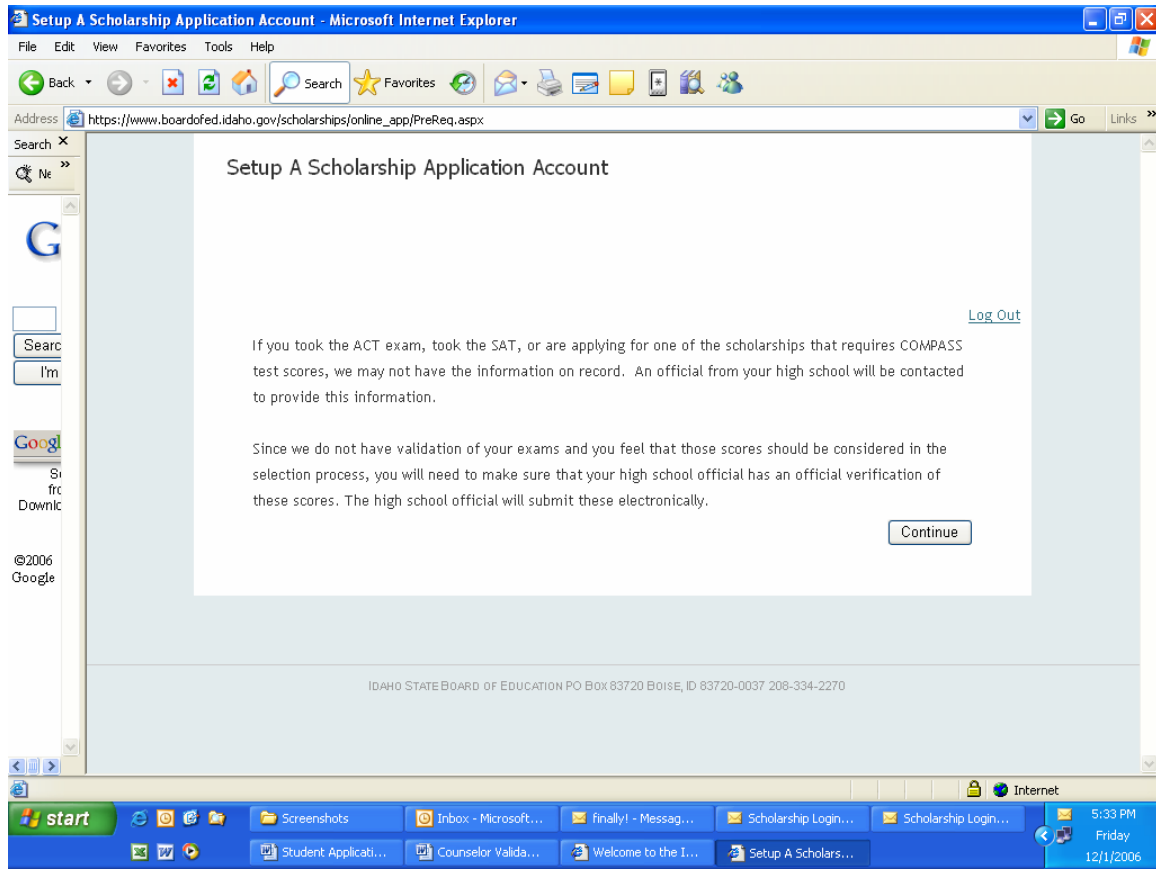 Setup A Scholarship Application Account - Microsoft Internet Explorer
File Edit View Favorites Tools Help
Back Search Favorites
Address https://www.boardofed.idaho.gov/scholarships/online_app/PreReq.aspx Go Links »
Search ×
Ne »
G
Searc
I'm
Googl
fro
Downlo
©2006
Google
Setup A Scholarship Application Account
Log Out
If you took the ACT exam, took the SAT, or are applying for one of the scholarships that requires COMPASS
test scores, we may not have the information on record. An official from your high school will be contacted
to provide this information.
Since we do not have validation of your exams and you feel that those scores should be considered in the
selection process, you will need to make sure that your high school official has an official verification of
these scores. The high school official will submit these electronically.
Continue
IDAHO STATE BOARD OF EDUCATION PO BOX 83720 BOISE, ID 83720-0037 208-334-2270
Internet
start Screenshots Inbox - Microsoft... finally! - Messag... Scholarship Login... Scholarship Login... 5:33 PM
Friday
Student Applicati... Counselor Valida... Welcome to the I... Setup A Scholars... 12/1/2006